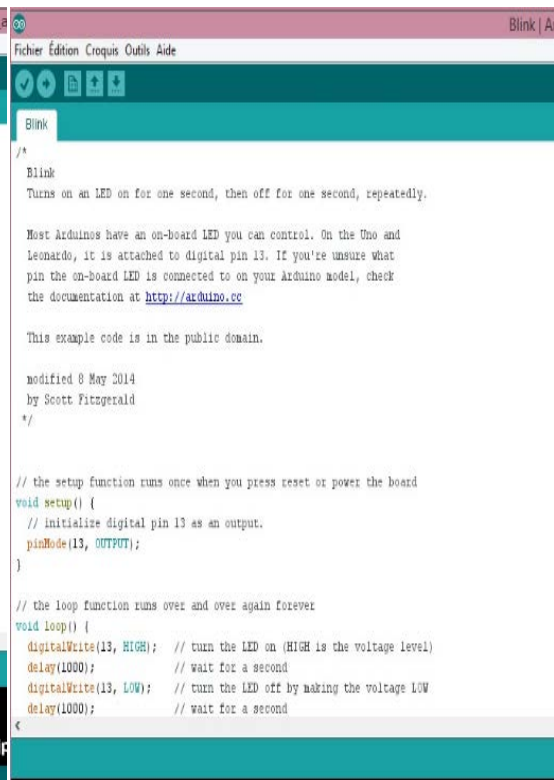 Blink | A
Fichier Édition Croquis Outils Aide
Blink
/*
Blink
Turns on an LED on for one second, then off for one second, repeatedly.
Most Arduinos have an on-board LED you can control. On the Uno and
Leonardo, it is attached to digital pin 13. If you're unsure what
pin the on-board LED is connected to on your Arduino model, check
the documentation at http://arduino.cc
This example code is in the public domain.
modified 8 May 2014
by Scott Fitzgerald
*/
// the setup function runs once when you press reset or power the board
void setup() {
// initialize digital pin 13 as an output.
pinMode(13, OUTPUT);
}
// the loop function runs over and over again forever
void loop() {
digitalWrite(13, HIGH); // turn the LED on (HIGH is the voltage level)
delay(1000); // wait for a second
digitalWrite(13, LOW); // turn the LED off by making the voltage LOW
delay(1000); // wait for a second